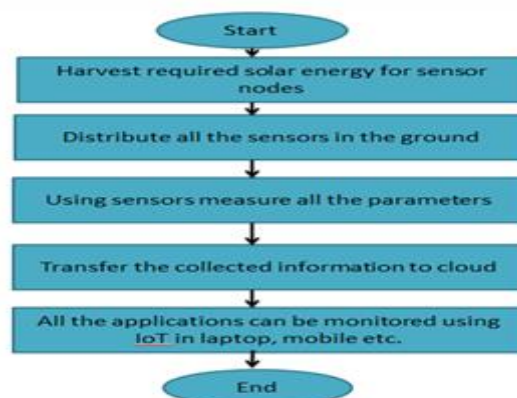 Start
Harvest required solar energy for sensor
nodes
Distribute all the sensors in the ground
Using sensors measure all the parameters
Transfer the collected information to cloud
All the applications can be monitored using
IoT in laptop, mobile etc.
End